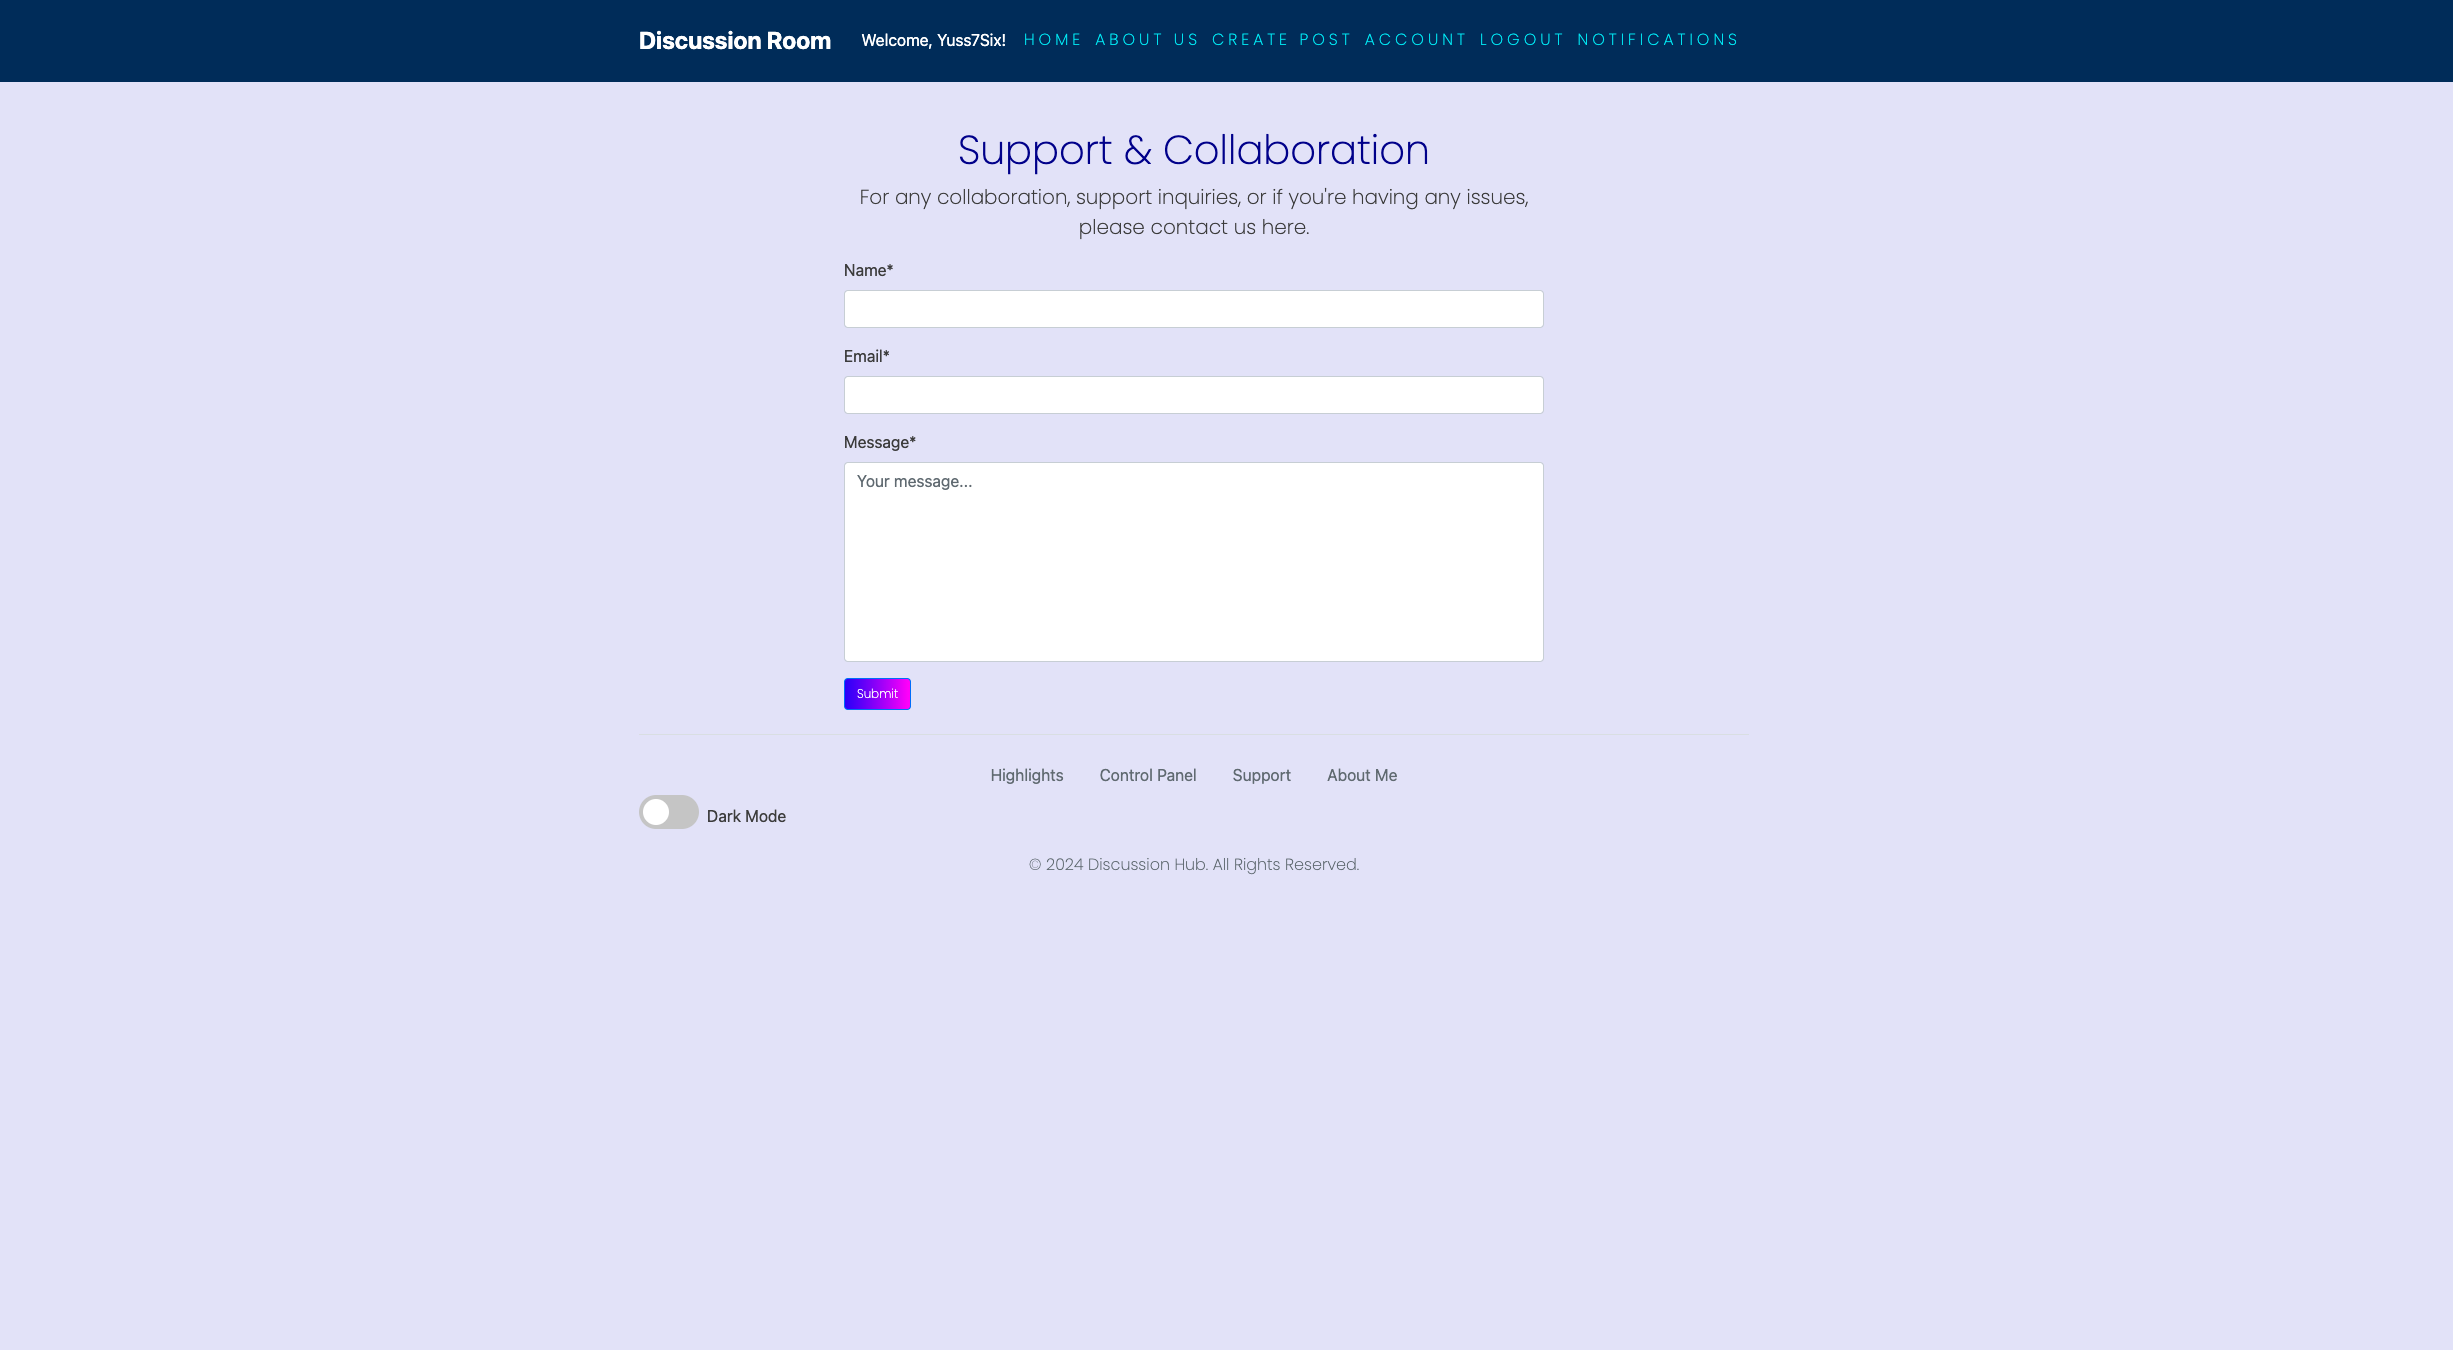 Discussion Room
Welcome, Yuss7Six! HOME ABOUT US CREATE POST ACCOUNT LOGOUT NOTIFICATIONS
Support & Collaboration
For any collaboration, support inquiries, or if you're having any issues,
please contact us here.
Name*
Email*
Message*
Your message...
Submit
Highlights Control Panel Support About Me
Dark Mode
© 2024 Discussion Hub. All Rights Reserved.